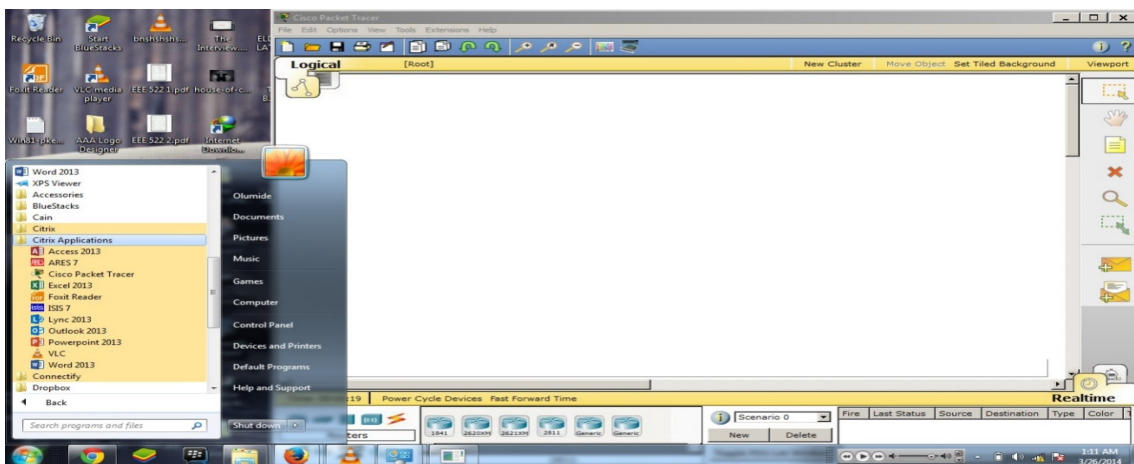 Recycle Bin
Start BlueStacks
bnshshshs...
The Interview...
Foxit Reader
VLC media player
EEE 522 1.pdf
house-of-c...
AAA Logo Designer
EEE 522 2.pdf
Internet Downlo...
Cisco Packet Tracer
File Edit Options View Tools Extensions Help
Logical
[Root]
New Cluster
Move Object
Set Tiled Background
Viewport
Word 2013
XPS Viewer
Accessories
BlueStacks
Cain
Citrix
Citrix Applications
Access 2013
ARES 7
Cisco Packet Tracer
Excel 2013
Foxit Reader
ISIS 7
Lync 2013
Outlook 2013
Powerpoint 2013
VLC
Word 2013
Connectify
Dropbox
Back
Search programs and files
Olumide
Documents
Pictures
Music
Games
Computer
Control Panel
Devices and Printers
Default Programs
Help and Support
Shut down
Power Cycle Devices Fast Forward Time
Realtime
1841
2620XM
2621XM
2811
Generic
Generic
Scenario 0
New
Delete
Fire
Last Status
Source
Destination
Type
Color
1:11 AM
3/26/2014